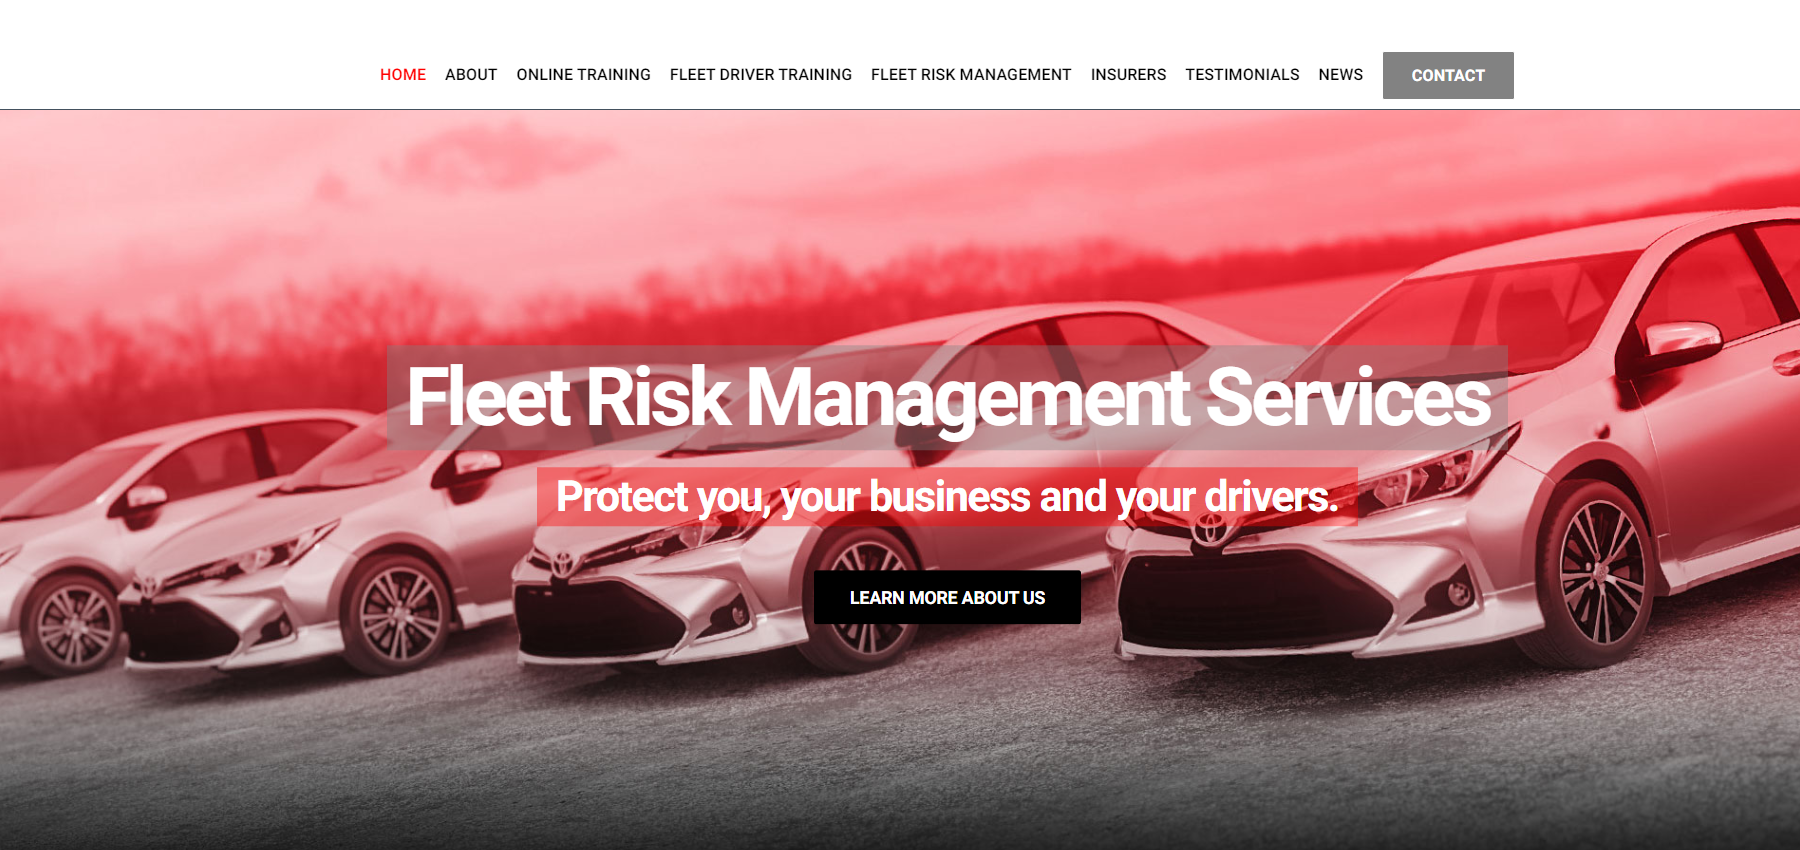 HOME ABOUT ONLINE TRAINING FLEET DRIVER TRAINING FLEET RISK MANAGEMENT INSURERS TESTIMONIALS NEWS CONTACT
Fleet Risk Management Services
Protect you, your business and your drivers.
LEARN MORE ABOUT US